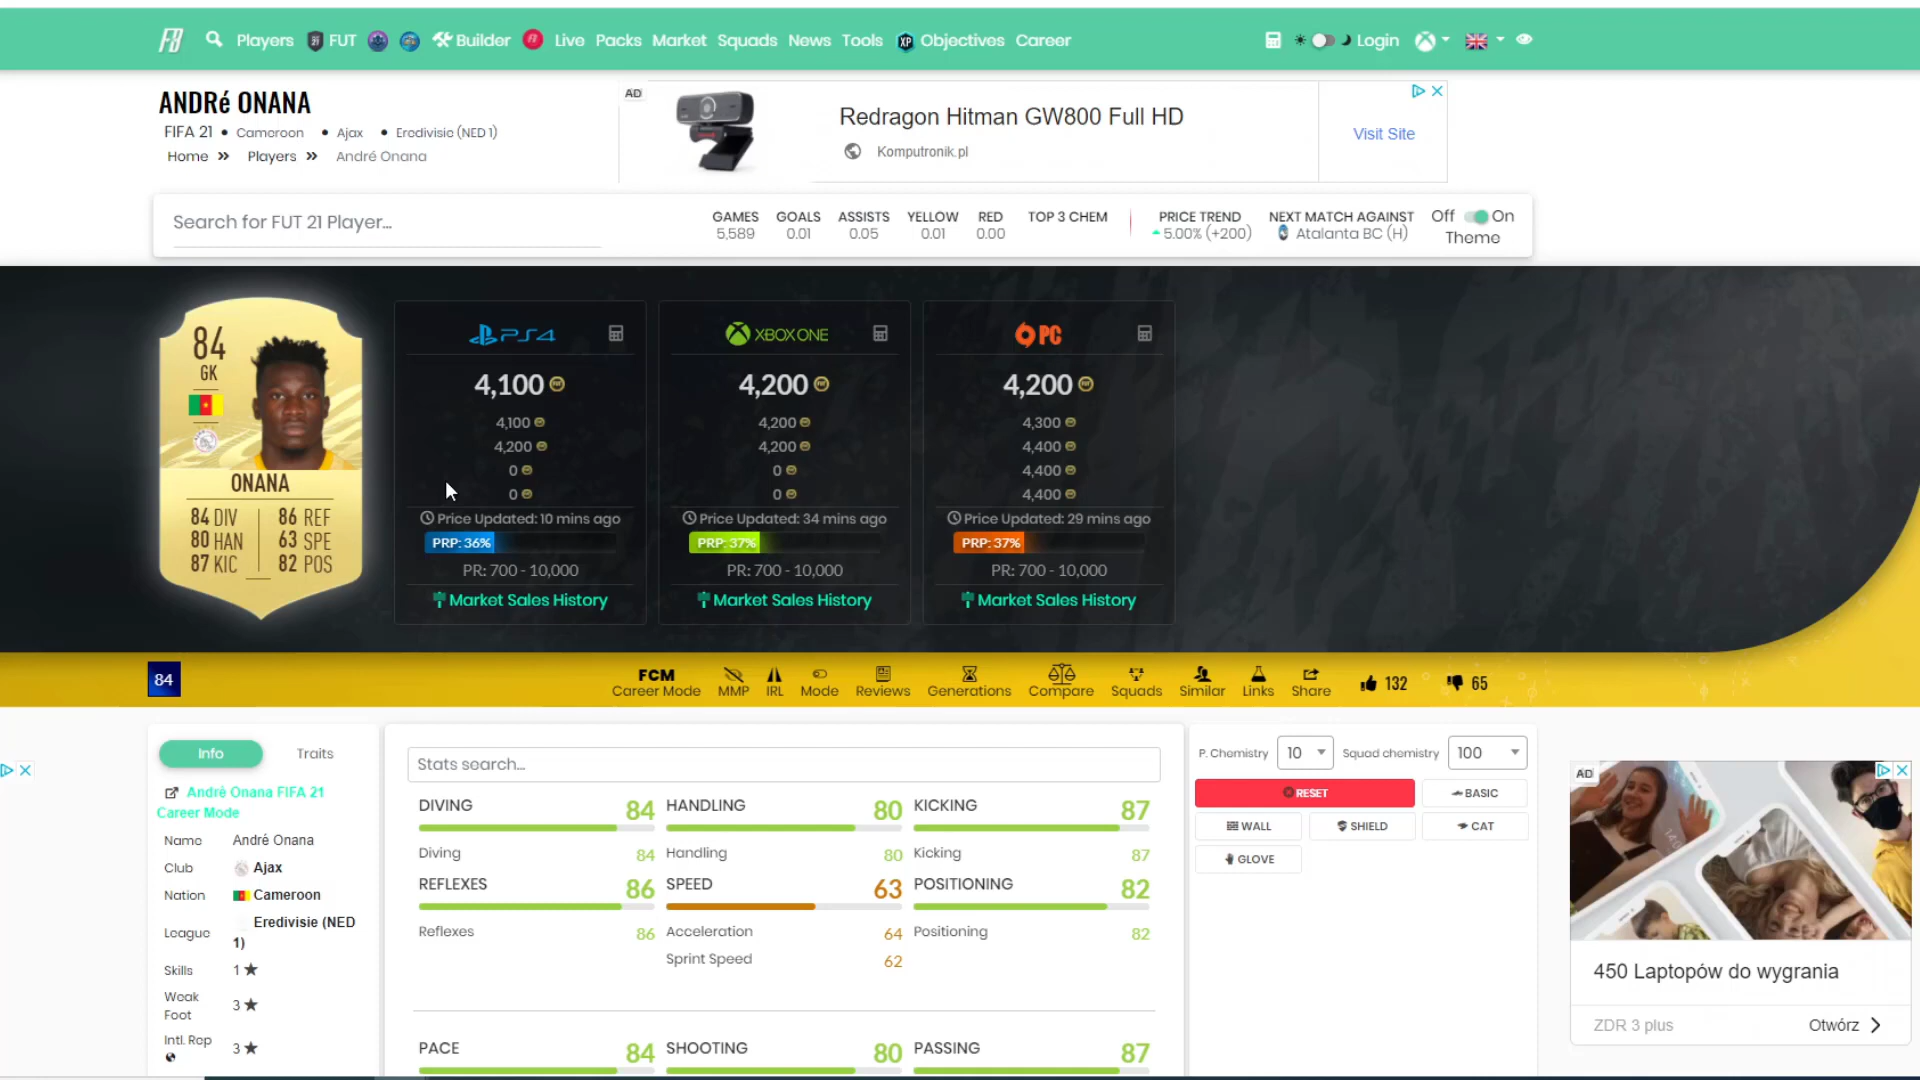 Players FUT Builder Live Packs Market Squads News Tools XP Objectives Career Login
ANDRé ONANA
FIFA 21 • Cameroon • Ajax • Eredivisie (NED 1)
Home » Players » André Onana
AD
Redragon Hitman GW800 Full HD
Komputronik.pl
Visit Site
Search for FUT 21 Player...
GAMES GOALS ASSISTS YELLOW RED TOP 3 CHEM PRICE TREND NEXT MATCH AGAINST Off On
5,589 0.01 0.05 0.01 0.00 5.00% (+200) Atalanta BC (H) Theme
84
GK
ONANA
84 DIV 86 REF
80 HAN 63 SPE
87 KIC 82 POS
PS4
4,100
4,100
4,200
0
0
Price Updated: 10 mins ago
PRP: 36%
PR: 700 - 10,000
Market Sales History
XBOX ONE
4,200
4,200
4,200
0
0
Price Updated: 34 mins ago
PRP: 37%
PR: 700 - 10,000
Market Sales History
PC
4,200
4,300
4,400
4,400
4,400
Price Updated: 29 mins ago
PRP: 37%
PR: 700 - 10,000
Market Sales History
84
FCM
Career Mode MMP IRL Mode Reviews Generations Compare Squads Similar Links Share 132 65
Info Traits
André Onana FIFA 21
Career Mode
Name André Onana
Club Ajax
Nation Cameroon
League Eredivisie (NED
1)
Skills 1 ★
Weak
Foot 3 ★
Intl. Rep 3 ★
Stats search...
DIVING 84 HANDLING 80 KICKING 87
Diving 84 Handling 80 Kicking 87
REFLEXES 86 SPEED 63 POSITIONING 82
Reflexes 86 Acceleration 64 Positioning 82
Sprint Speed 62
PACE 84 SHOOTING 80 PASSING 87
P. Chemistry 10 Squad chemistry 100
RESET BASIC
WALL SHIELD CAT
GLOVE
AD
450 Laptopów do wygrania
ZDR 3 plus Otwórz